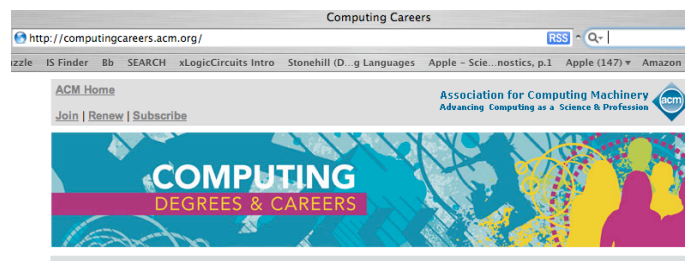 Computing Careers
http://computingcareers.acm.org/ RSS Q
zzle IS Finder Bb SEARCH xLogicCircuits Intro Stonehill (D...g Languages Apple – Scie...nostics, p.1 Apple (147) Amazon
ACM Home
Association for Computing Machinery
Advancing Computing as a Science & Profession
acm
Join | Renew | Subscribe
COMPUTING
DEGREES & CAREERS